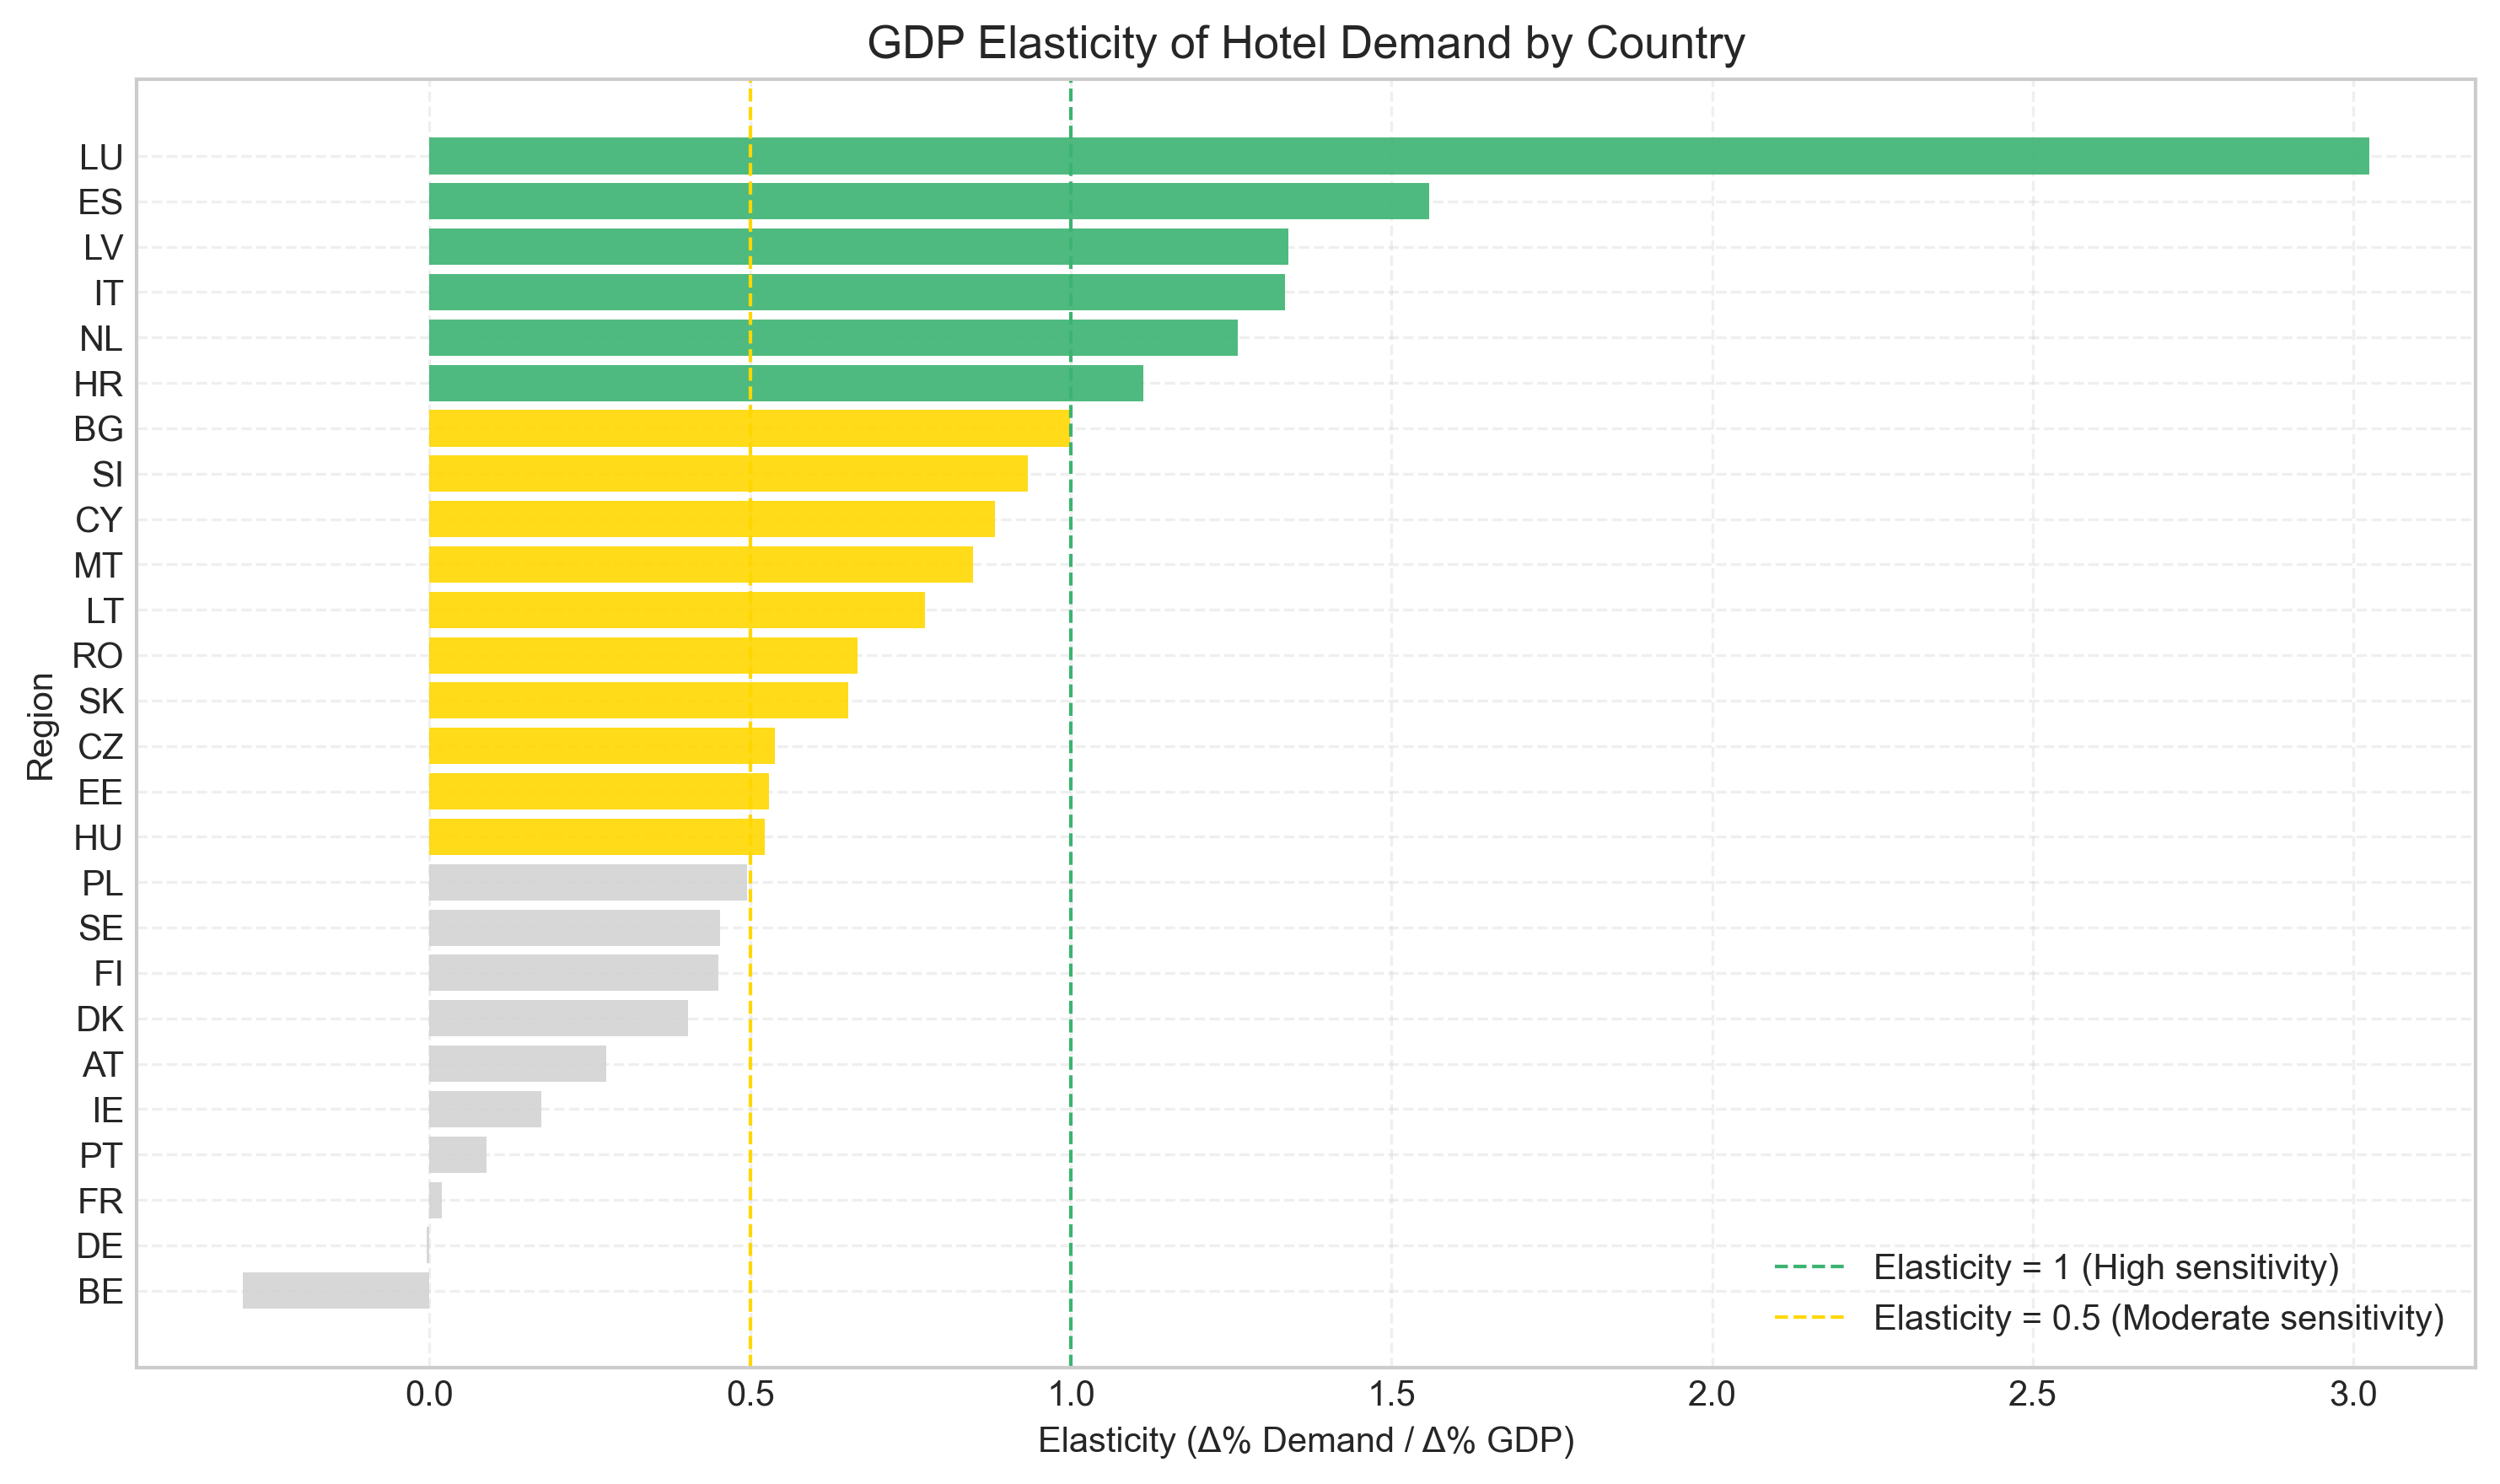 GDP Elasticity of Hotel Demand by Country
Region
LU
ES
LV
IT
NL
HR
BG
SI
CY
MT
LT
RO
SK
CZ
EE
HU
PL
SE
FI
DK
AT
IE
PT
FR
DE
BE
Elasticity = 1 (High sensitivity)
Elasticity = 0.5 (Moderate sensitivity)
0.0 0.5 1.0 1.5 2.0 2.5 3.0
Elasticity (Δ% Demand / Δ% GDP)